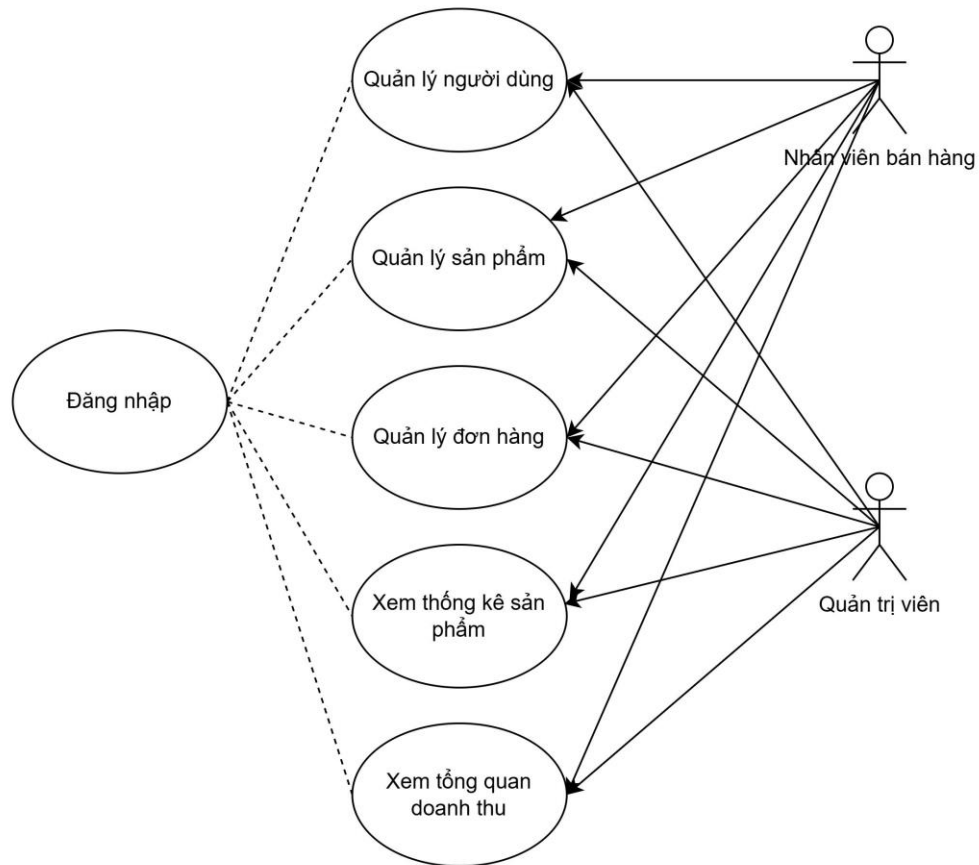 Quản lý người dùng
Nhân viên bán hàng
Quản lý sản phẩm
Đăng nhập
Quản lý đơn hàng
Xem thống kê sản
phẩm
Quản trị viên
Xem tổng quan
doanh thu